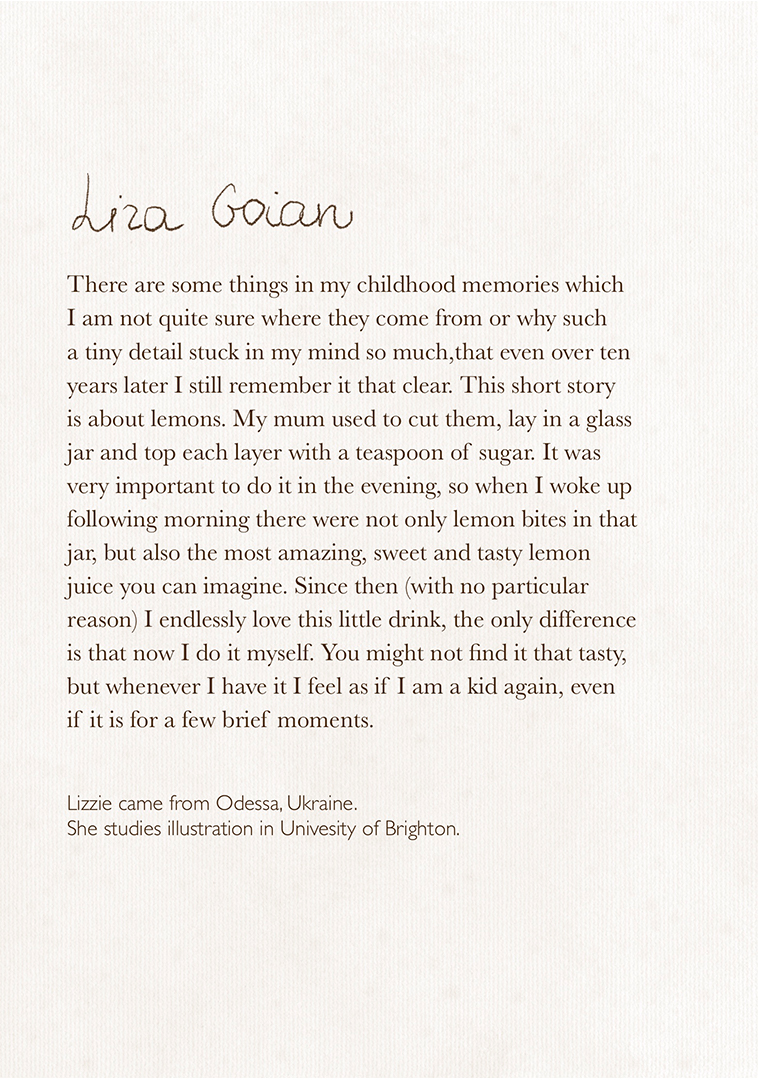 Liza Goian
There are some things in my childhood memories which
I am not quite sure where they come from or why such
a tiny detail stuck in my mind so much,that even over ten
years later I still remember it that clear. This short story
is about lemons. My mum used to cut them, lay in a glass
jar and top each layer with a teaspoon of sugar. It was
very important to do it in the evening, so when I woke up
following morning there were not only lemon bites in that
jar, but also the most amazing, sweet and tasty lemon
juice you can imagine. Since then (with no particular
reason) I endlessly love this little drink, the only difference
is that now I do it myself. You might not find it that tasty,
but whenever I have it I feel as if I am a kid again, even
if it is for a few brief moments.
Lizzie came from Odessa, Ukraine.
She studies illustration in Univesity of Brighton.